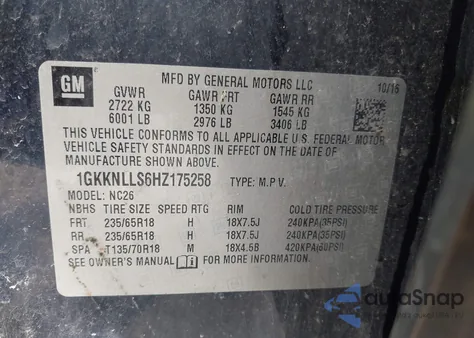 GM
MFD BY GENERAL MOTORS LLC
10/16
GVWR GAWR FRT GAWR RR
2722 KG 1350 KG 1545 KG
6001 LB 2976 LB 3406 LB
THIS VEHICLE CONFORMS TO ALL APPLICABLE U.S. FEDERAL MOTOR
VEHICLE SAFETY STANDARDS IN EFFECT ON THE DATE OF
MANUFACTURE SHOWN ABOVE.
1GKKNLLS6HZ175258 TYPE: M.P.V.
MODEL: NC26
NBHS TIRE SIZE SPEED RTG RIM COLD TIRE PRESSURE
FRT 235/65R18 H 18X7.5J 240KPA(35PSI)
RR 235/65R18 H 18X7.5J 240KPA(35PSI)
SPA T135/70R18 M 18X4.5B 420KPA(60PSI)
SEE OWNER'S MANUAL FOR MORE INFORMATION.
AutoSnap